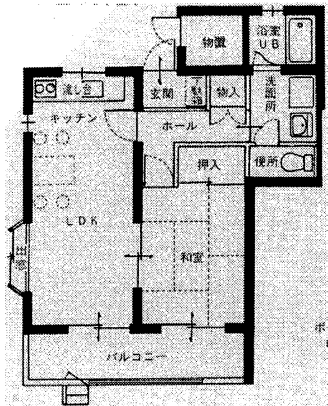 物置
浴室
UB
流し台
玄関
下駄箱
物入
洗面所
キッチン
ホール
便所
押入
LDK
和室
出窓
バルコニー